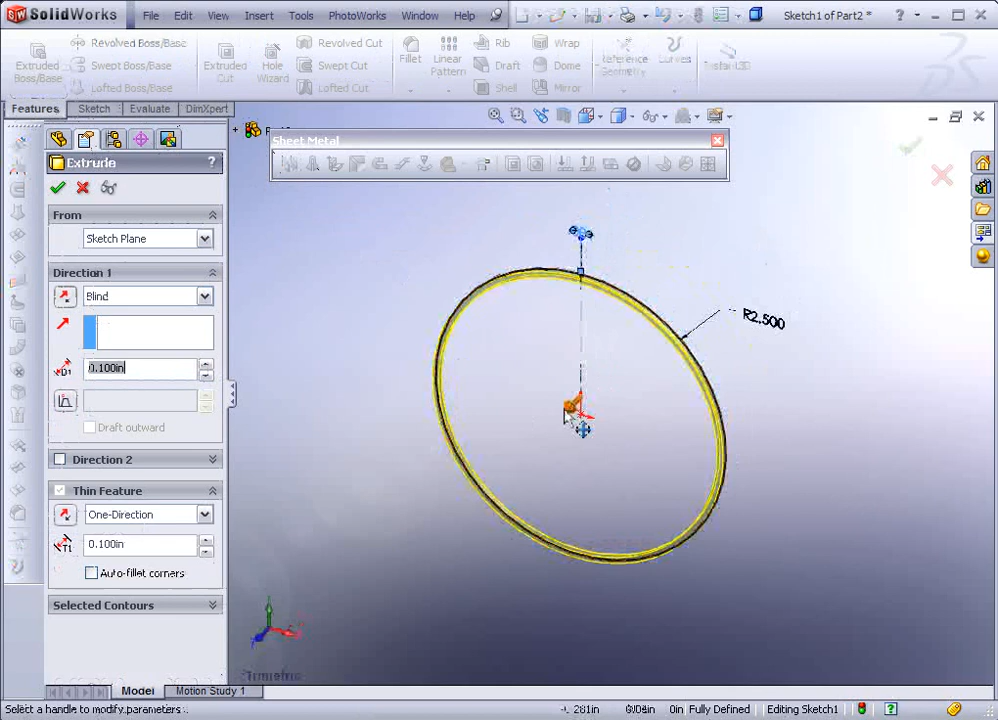 SolidWorks File Edit View Insert Tools PhotoWorks Window Help Sketch1 of Part2 *
Extruded Boss/Base
Revolved Boss/Base
Swept Boss/Base
Lofted Boss/Base
Extruded Cut
Hole Wizard
Revolved Cut
Swept Cut
Lofted Cut
Fillet
Linear Pattern
Rib
Draft
Shell
Wrap
Dome
Mirror
Reference Geometry
Curves
Instant3D
Features Sketch Evaluate DimXpert
Sheet Metal
Extrude ?
From
Sketch Plane
Direction 1
Blind
D1 0.100in
Draft outward
Direction 2
Thin Feature
One-Direction
T1 0.100in
Auto-fillet corners
Selected Contours
R2.500
Model Motion Study 1
Select a handle to modify parameters 0in Fully Defined Editing Sketch1